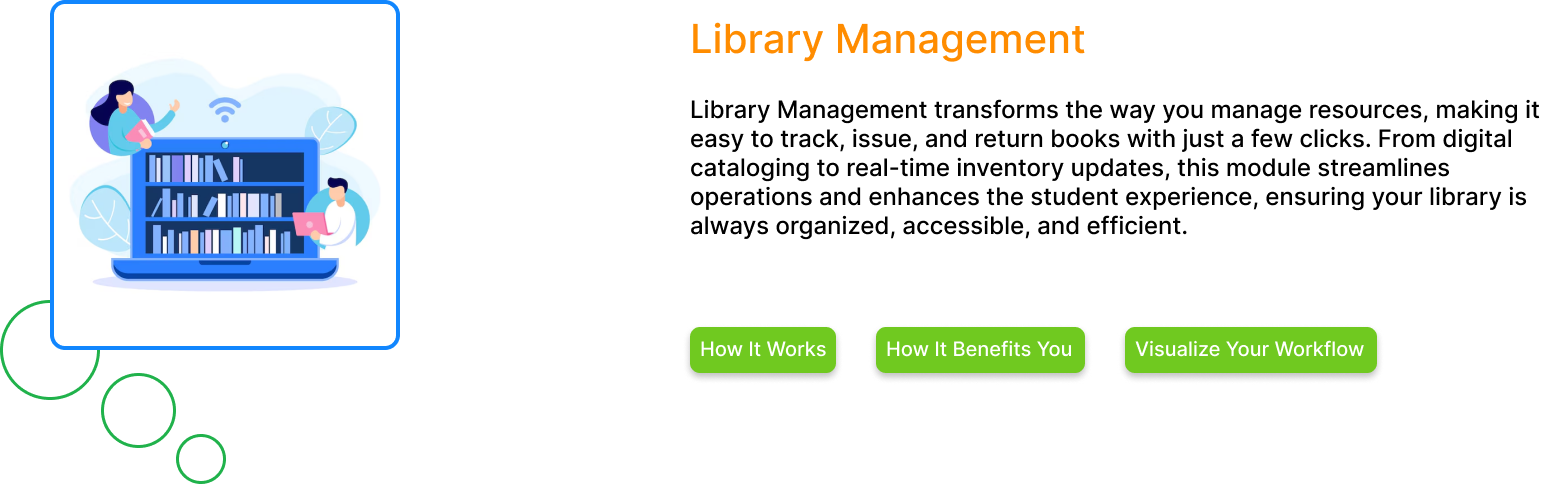 Library Management
Library Management transforms the way you manage resources, making it
easy to track, issue, and return books with just a few clicks. From digital
cataloging to real-time inventory updates, this module streamlines
operations and enhances the student experience, ensuring your library is
always organized, accessible, and efficient.
How It Works
How It Benefits You
Visualize Your Workflow